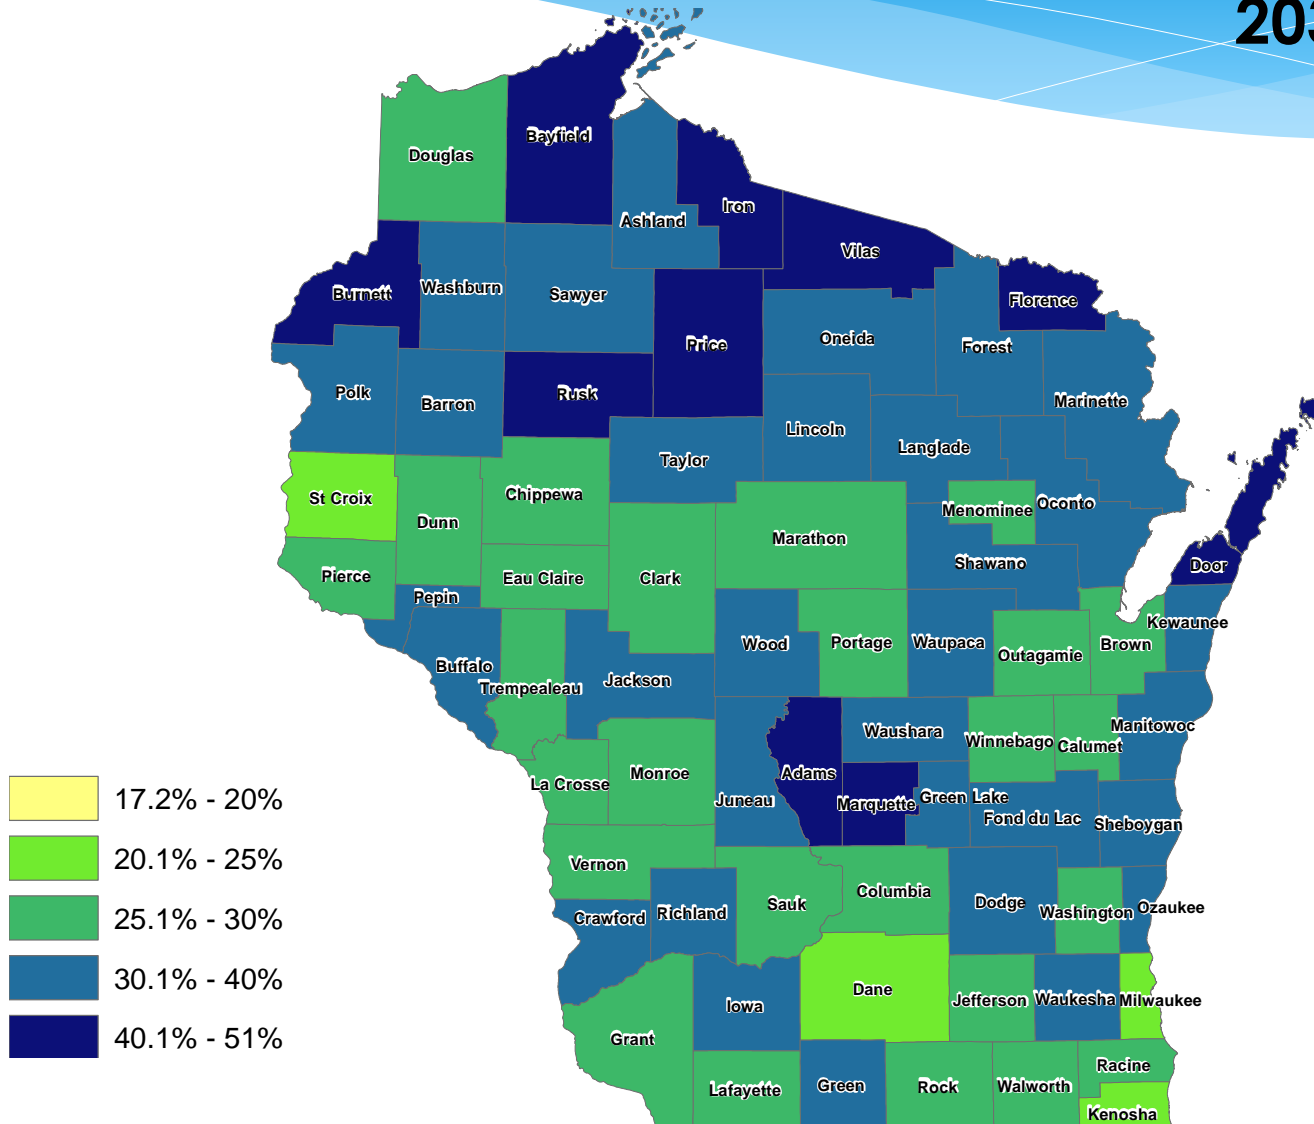 203
Bayfield
Douglas
Iron
Ashland
Vilas
Washburn
Burnett
Sawyer
Florence
Oneida
Price
Forest
Polk
Rusk
Barron
Marinette
Lincoln
Langlade
Taylor
Chippewa
St Croix
Oconto
Menominee
Dunn
Marathon
Shawano
Door
Pierce
Eau Claire
Clark
Pepin
Kewaunee
Wood
Portage
Waupaca
Brown
Outagamie
Buffalo
Jackson
Trempealeau
Manitowoc
Waushara
Winnebago
Calumet
Monroe
Adams
La Crosse
Green Lake
Juneau
Marquette
17.2% - 20%
Fond du Lac
Sheboygan
20.1% - 25%
Vernon
Columbia
Dodge
Sauk
Ozaukee
Richland
Washington
25.1% - 30%
Crawford
30.1% - 40%
Dane
Waukesha
Milwaukee
Jefferson
Iowa
40.1% - 51%
Grant
Racine
Green
Rock
Walworth
Lafayette
Kenosha